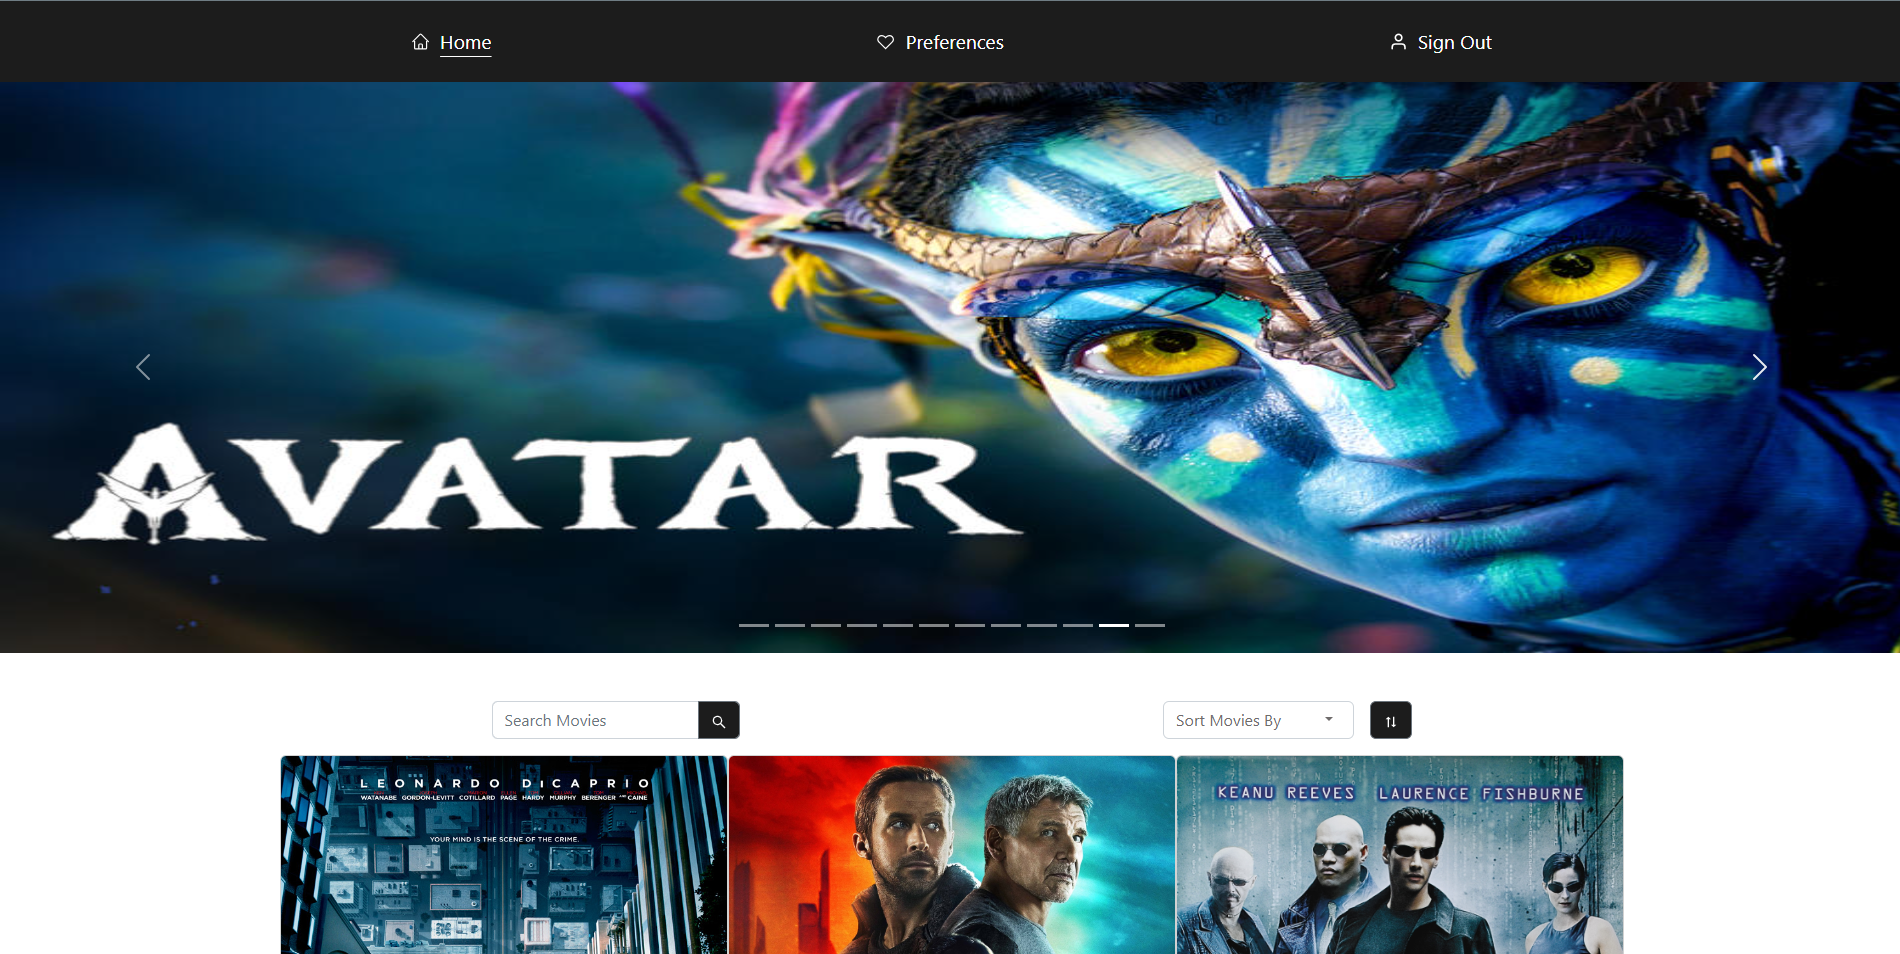 Home
Preferences
Sign Out
AVATAR
Search Movies
Sort Movies By
LEONARDO DiCAPRIO
WATANABE GORDON-LEVITT COTILLARD PAGE HARDY MURPHY BERENGER AND CAINE
YOUR MIND IS THE SCENE OF THE CRIME.
KEANU REEVES LAURENCE FISHBURNE